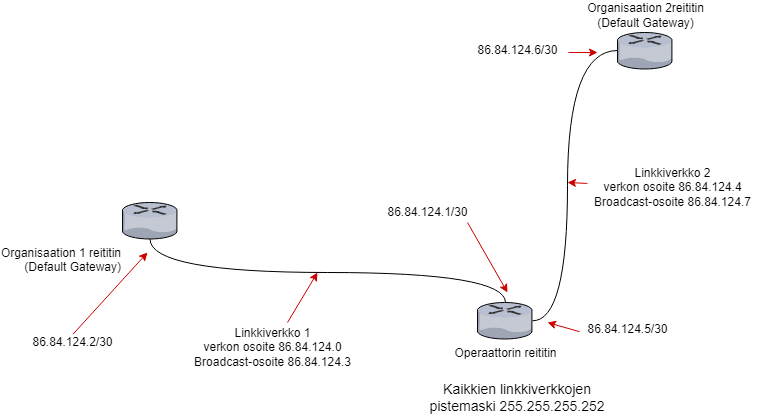 Organisaation 2reititin
(Default Gateway)
86.84.124.6/30
Linkkiverkko 2
verkon osoite 86.84.124.4
Broadcast-osoite 86.84.124.7
86.84.124.1/30
Organisaation 1 reititin
(Default Gateway)
86.84.124.2/30
Linkkiverkko 1
verkon osoite 86.84.124.0
Broadcast-osoite 86.84.124.3
86.84.124.5/30
Operaattorin reititin
Kaikkien linkkiverkkojen
pistemaski 255.255.255.252